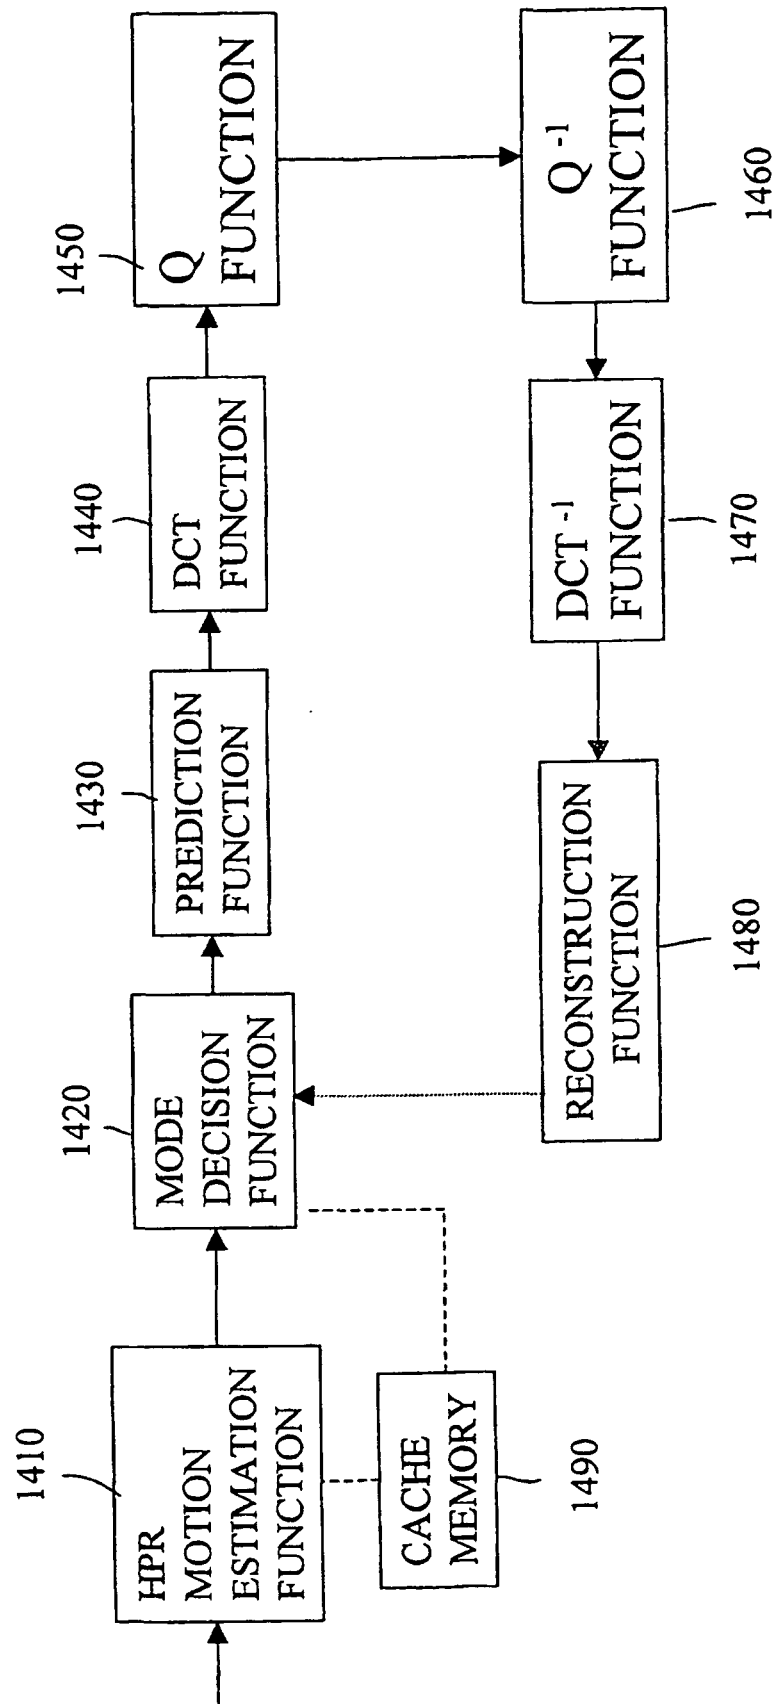 1410
HPR
MOTION
ESTIMATION
FUNCTION
1420
MODE
DECISION
FUNCTION
1430
PREDICTION
FUNCTION
1440
DCT
FUNCTION
1450
Q
FUNCTION
Q -1
FUNCTION
1460
DCT -1
FUNCTION
1470
RECONSTRUCTION
FUNCTION
1480
CACHE
MEMORY
1490